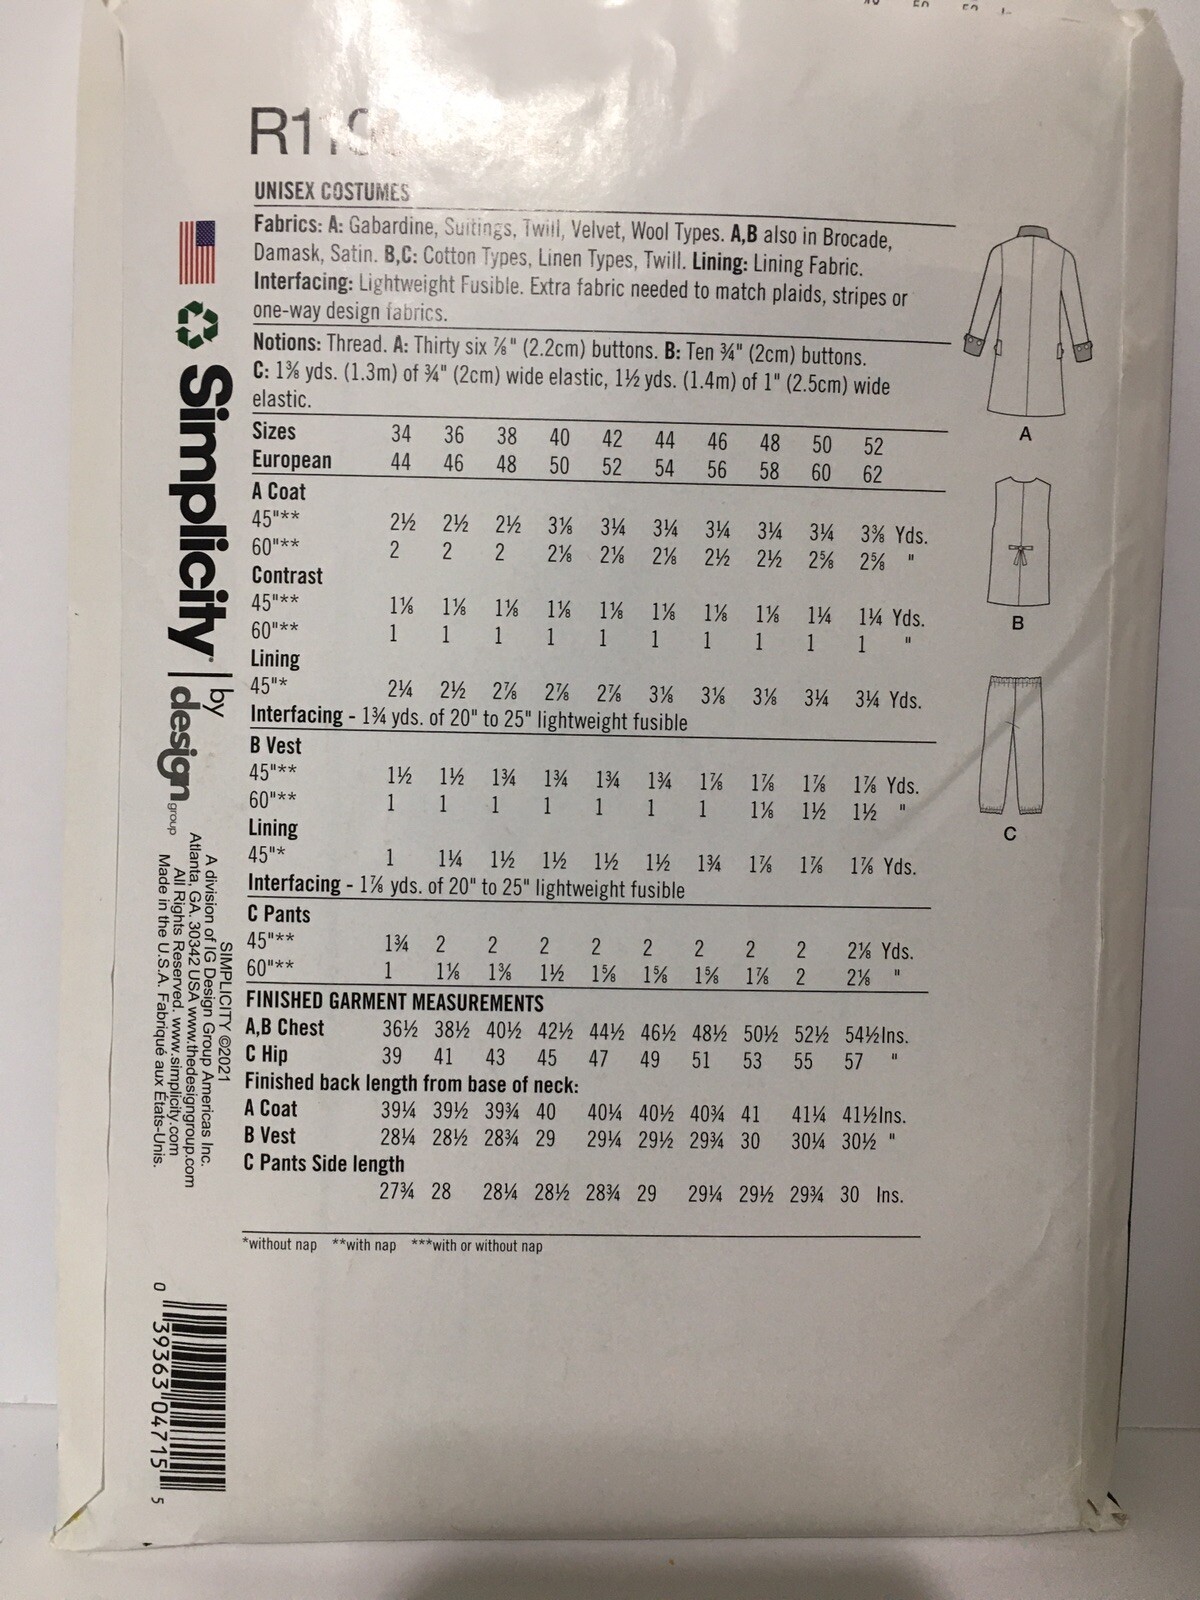 UNISEX COSTUMES
Fabrics: A: Gabardine, Suitings, Twill, Velvet, Wool Types. A,B also in Brocade,
Damask, Satin. B,C: Cotton Types, Linen Types, Twill. Lining: Lining Fabric.
Interfacing: Lightweight Fusible. Extra fabric needed to match plaids, stripes or
one-way design fabrics.
Notions: Thread. A: Thirty six ⅞" (2.2cm) buttons. B: Ten ¾" (2cm) buttons.
C: 1⅜ yds. (1.3m) of ¾" (2cm) wide elastic, 1½ yds. (1.4m) of 1" (2.5cm) wide
elastic.
Sizes 34 36 38 40 42 44 46 48 50 52
European 44 46 48 50 52 54 56 58 60 62
A Coat
45"** 2½ 2½ 2½ 3⅛ 3¼ 3¼ 3¼ 3¼ 3¼ 3⅜ Yds.
60"** 2 2 2 2⅛ 2⅛ 2⅛ 2½ 2½ 2⅝ 2⅝ "
Contrast
45"** 1⅛ 1⅛ 1⅛ 1⅛ 1⅛ 1⅛ 1⅛ 1⅛ 1¼ 1¼ Yds.
60"** 1 1 1 1 1 1 1 1 1 1 "
Lining
45"* 2¼ 2½ 2⅞ 2⅞ 2⅞ 3⅛ 3⅛ 3⅛ 3¼ 3¼ Yds.
Interfacing - 1¾ yds. of 20" to 25" lightweight fusible
B Vest
45"** 1½ 1½ 1¾ 1¾ 1¾ 1¾ 1⅞ 1⅞ 1⅞ 1⅞ Yds.
60"** 1 1 1 1 1 1 1 1⅛ 1½ 1½ "
Lining
45"* 1 1¼ 1½ 1½ 1½ 1½ 1¾ 1⅞ 1⅞ 1⅞ Yds.
Interfacing - 1⅞ yds. of 20" to 25" lightweight fusible
C Pants
45"** 1¾ 2 2 2 2 2 2 2 2 2⅛ Yds.
60"** 1 1⅛ 1⅜ 1½ 1⅝ 1⅝ 1⅝ 1⅞ 2 2⅛ "
FINISHED GARMENT MEASUREMENTS
A,B Chest 36½ 38½ 40½ 42½ 44½ 46½ 48½ 50½ 52½ 54½Ins.
C Hip 39 41 43 45 47 49 51 53 55 57 "
Finished back length from base of neck:
A Coat 39¼ 39½ 39¾ 40 40¼ 40½ 40¾ 41 41¼ 41½Ins.
B Vest 28¼ 28½ 28¾ 29 29¼ 29½ 29¾ 30 30¼ 30½ "
C Pants Side length
27¾ 28 28¼ 28½ 28¾ 29 29¼ 29½ 29¾ 30 Ins.
*without nap **with nap ***with or without nap
A
B
C
Simplicity | by design group
SIMPLICITY ©2021
A division of IG Design Group Americas Inc.
Atlanta, GA. 30342 USA www.thedesigngroup.com
All Rights Reserved. www.simplicity.com
Made in the U.S.A. Fabriqué aux États-Unis.
0 39363 04715 5